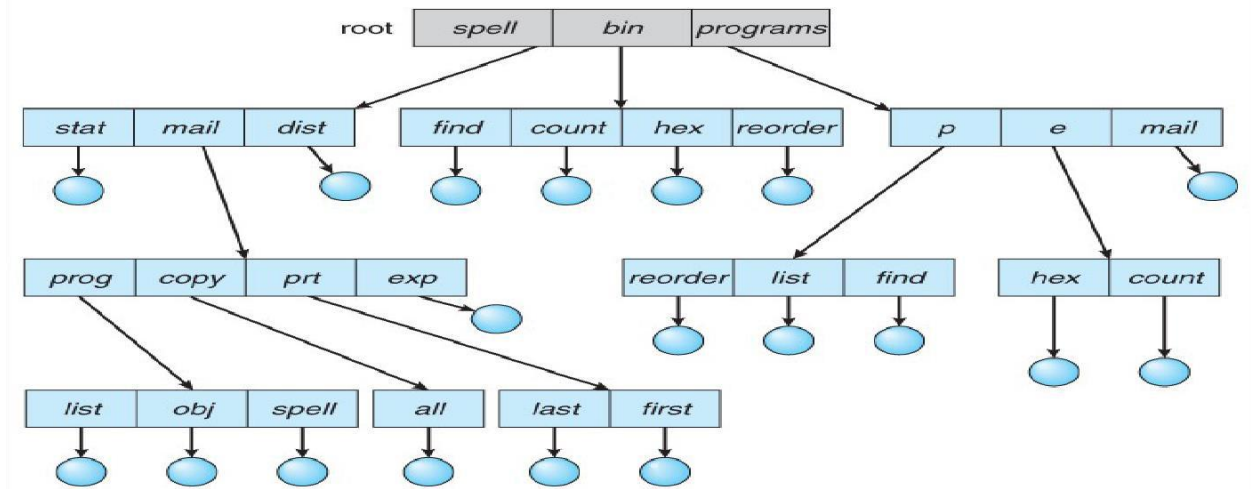 root spell bin programs
stat mail dist find count hex reorder p e mail
prog copy prt exp reorder list find hex count
list obj spell all last first